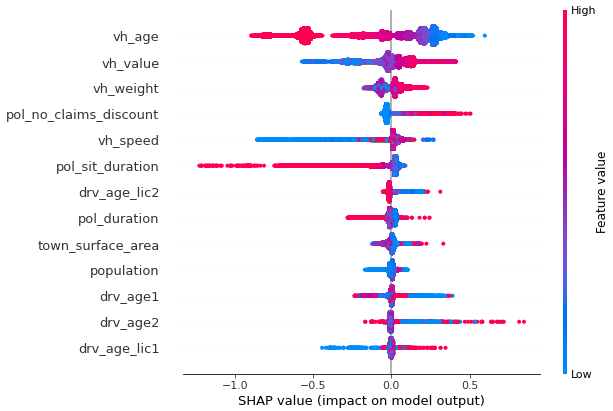 High
vh_age
vh_value
vh_weight
pol_no_claims_discount
vh_speed
pol_sit_duration
drv_age_lic2
pol_duration
town_surface_area
population
drv_age1
drv_age2
drv_age_lic1
Feature value
Low
−1.0 −0.5 0.0 0.5
SHAP value (impact on model output)